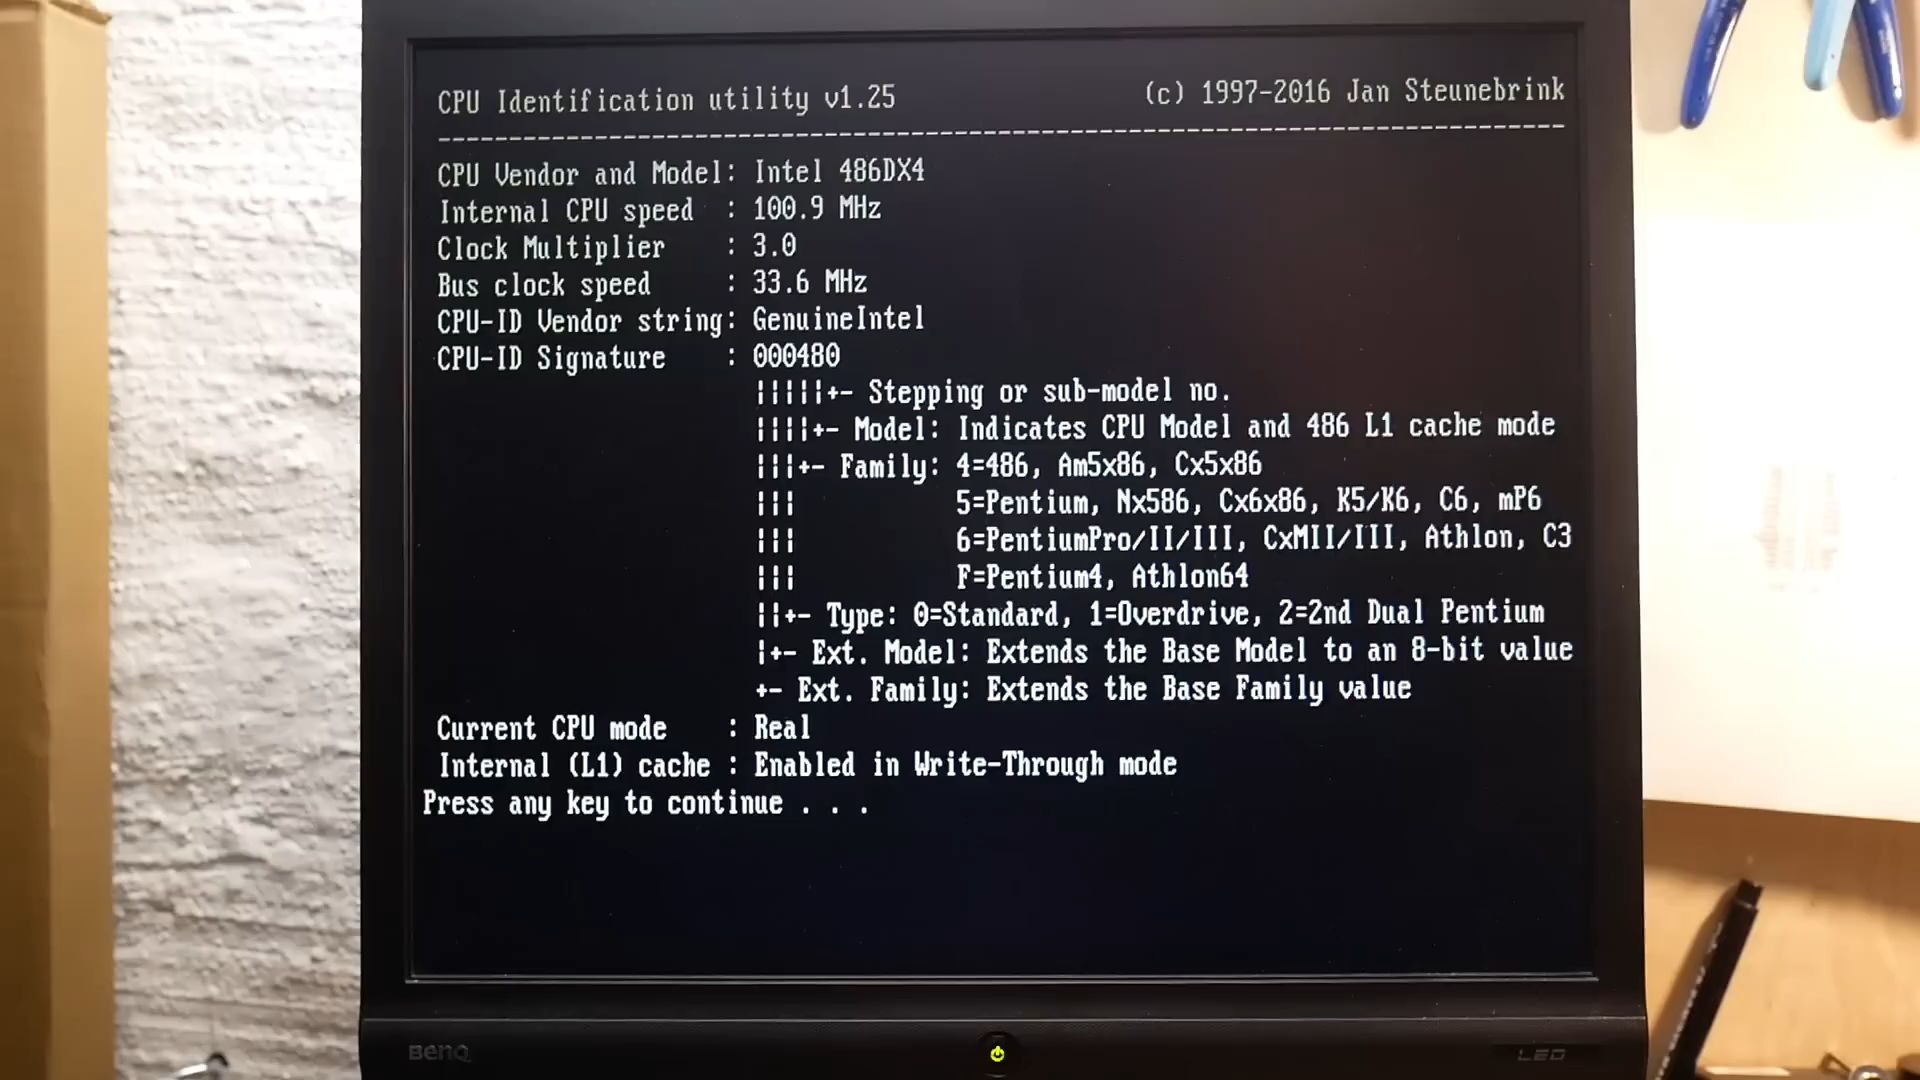 CPU Identification utility v1.25 (c) 1997-2016 Jan Steunebrink
--------------------------------------------------------------------------------
CPU Vendor and Model: Intel 486DX4
Internal CPU speed : 100.9 MHz
Clock Multiplier : 3.0
Bus clock speed : 33.6 MHz
CPU-ID Vendor string: GenuineIntel
CPU-ID Signature : 000480
|||||+- Stepping or sub-model no.
||||+- Model: Indicates CPU Model and 486 L1 cache mode
|||+- Family: 4=486, Am5x86, Cx5x86
||| 5=Pentium, Nx586, Cx6x86, K5/K6, C6, mP6
||| 6=PentiumPro/II/III, CxMII/III, Athlon, C3
||| F=Pentium4, Athlon64
||+- Type: 0=Standard, 1=Overdrive, 2=2nd Dual Pentium
|+- Ext. Model: Extends the Base Model to an 8-bit value
+- Ext. Family: Extends the Base Family value
Current CPU mode : Real
Internal (L1) cache : Enabled in Write-Through mode
Press any key to continue . . .
BenQ LED